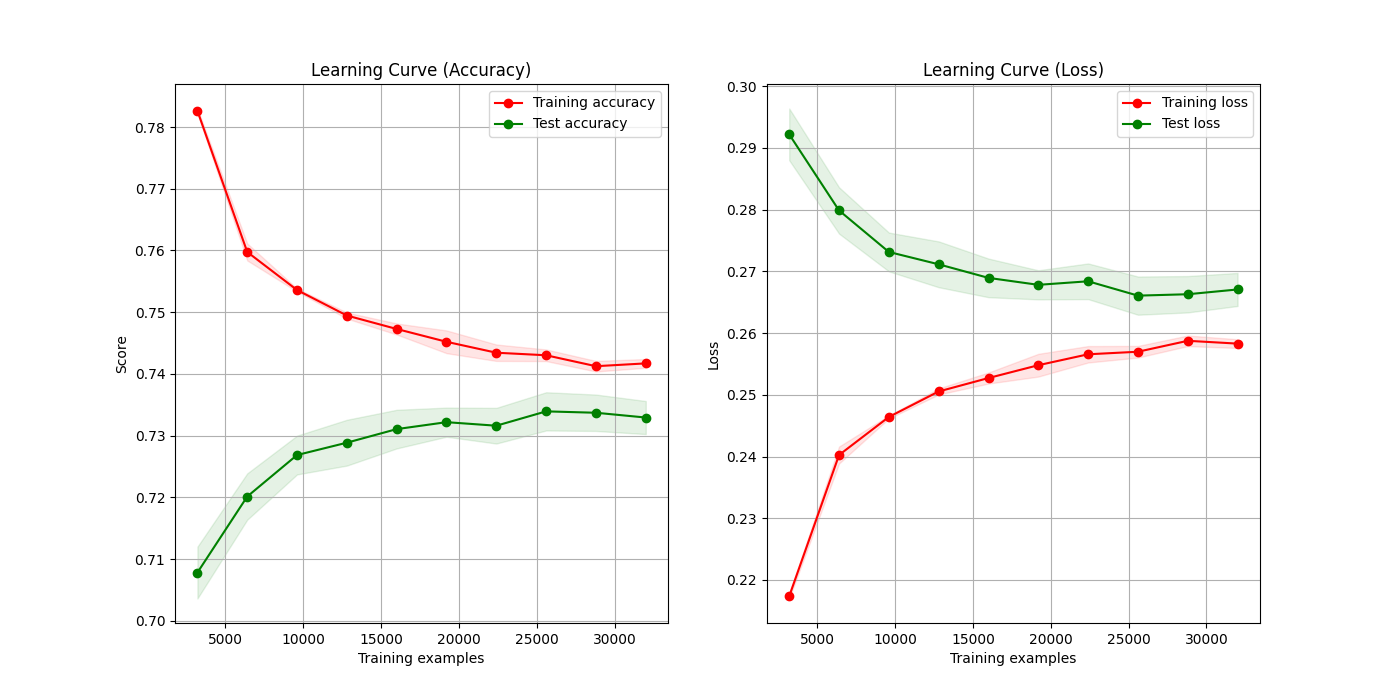 Learning Curve (Accuracy)
Training accuracy
Test accuracy
Score
0.78
0.77
0.76
0.75
0.74
0.73
0.72
0.71
0.70
5000 10000 15000 20000 25000 30000
Training examples
Learning Curve (Loss)
Training loss
Test loss
Loss
0.30
0.29
0.28
0.27
0.26
0.25
0.24
0.23
0.22
5000 10000 15000 20000 25000 30000
Training examples